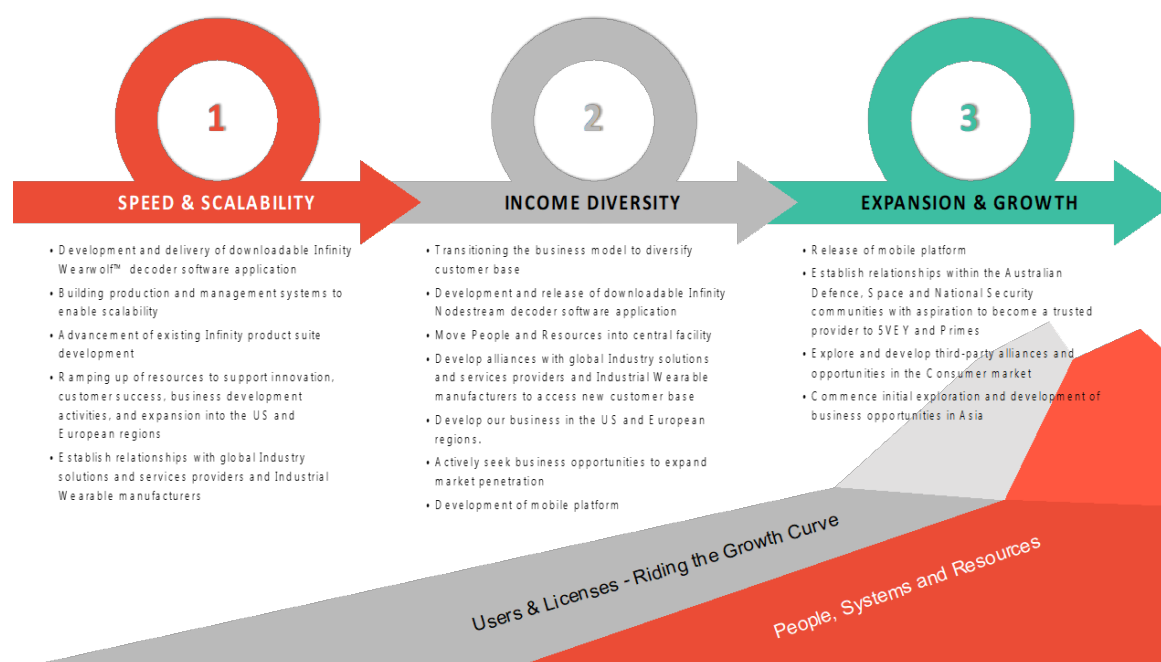 1
SPEED & SCALABILITY
• Development and delivery of downloadable Infinity
Wearwolf™ decoder software application
• Building production and management systems to
enable scalability
• Advancement of existing Infinity product suite
development
• Ramping up of resources to support innovation,
customer success, business development
activities, and expansion into the US and
European regions
• Establish relationships with global Industry
solutions and services providers and Industrial
Wearable manufacturers
2
INCOME DIVERSITY
• Transitioning the business model to diversify
customer base
• Development and release of downloadable Infinity
Nodestream decoder software application
• Move People and Resources into central facility
• Develop alliances with global Industry solutions
and services providers and Industrial Wearable
manufacturers to access new customer base
• Develop our business in the US and European
regions.
• Actively seek business opportunities to expand
market penetration
• Development of mobile platform
3
EXPANSION & GROWTH
• Release of mobile platform
• Establish relationships within the Australian
Defence, Space and National Security
communities with aspiration to become a trusted
provider to 5VEY and Primes
• Explore and develop third-party alliances and
opportunities in the Consumer market
• Commence initial exploration and development of
business opportunities in Asia
Users & Licenses - Riding the Growth Curve
People, Systems and Resources